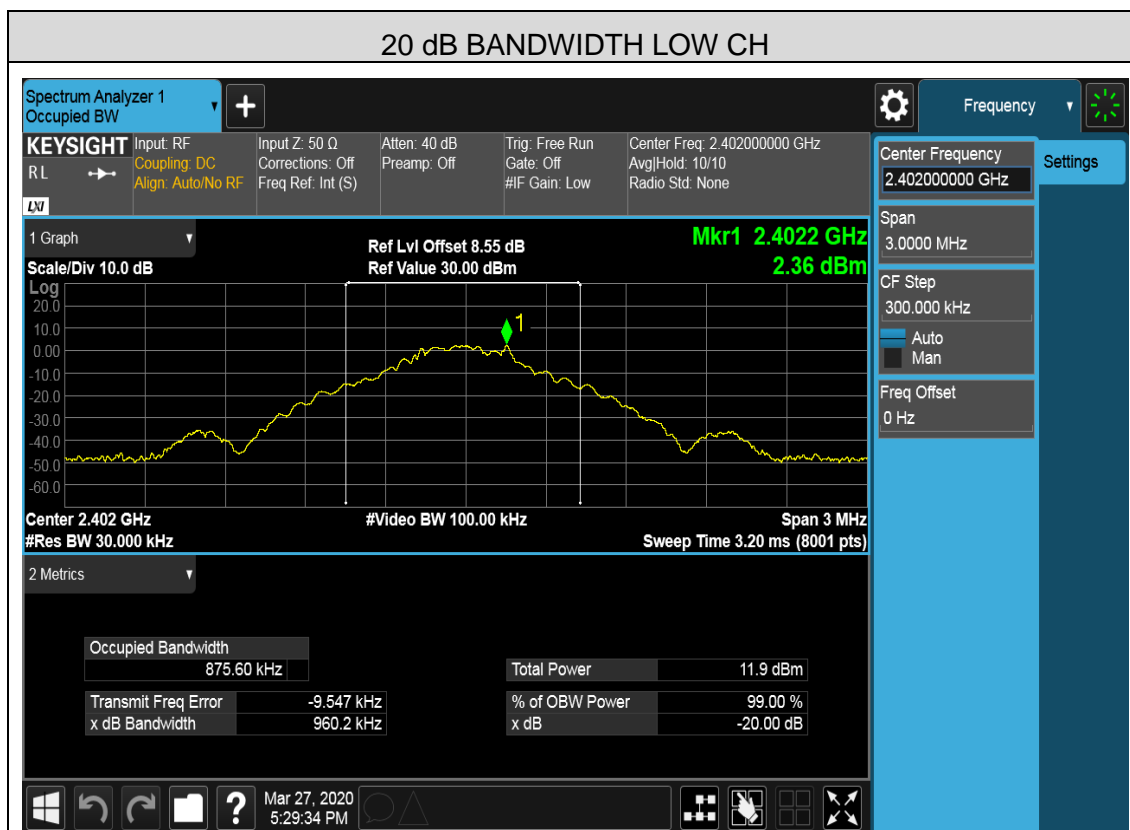 20 dB BANDWIDTH LOW CH
Spectrum Analyzer 1
Occupied BW
+
Frequency
KEYSIGHT
R L
LXI
Input: RF
Coupling: DC
Align: Auto/No RF
Input Z: 50 Ω
Corrections: Off
Freq Ref: Int (S)
Atten: 40 dB
Preamp: Off
Trig: Free Run
Gate: Off
#IF Gain: Low
Center Freq: 2.402000000 GHz
Avg|Hold: 10/10
Radio Std: None
Center Frequency
2.402000000 GHz
Settings
Span
3.0000 MHz
CF Step
300.000 kHz
Auto
Man
Freq Offset
0 Hz
1 Graph
Scale/Div 10.0 dB
Ref Lvl Offset 8.55 dB
Ref Value 30.00 dBm
Mkr1 2.4022 GHz
2.36 dBm
Log
20.0
10.0
0.00
-10.0
-20.0
-30.0
-40.0
-50.0
-60.0
1
Center 2.402 GHz
#Res BW 30.000 kHz
#Video BW 100.00 kHz
Span 3 MHz
Sweep Time 3.20 ms (8001 pts)
2 Metrics
Occupied Bandwidth
875.60 kHz
Total Power 11.9 dBm
Transmit Freq Error -9.547 kHz
% of OBW Power 99.00 %
x dB Bandwidth 960.2 kHz
x dB -20.00 dB
?
Mar 27, 2020
5:29:34 PM